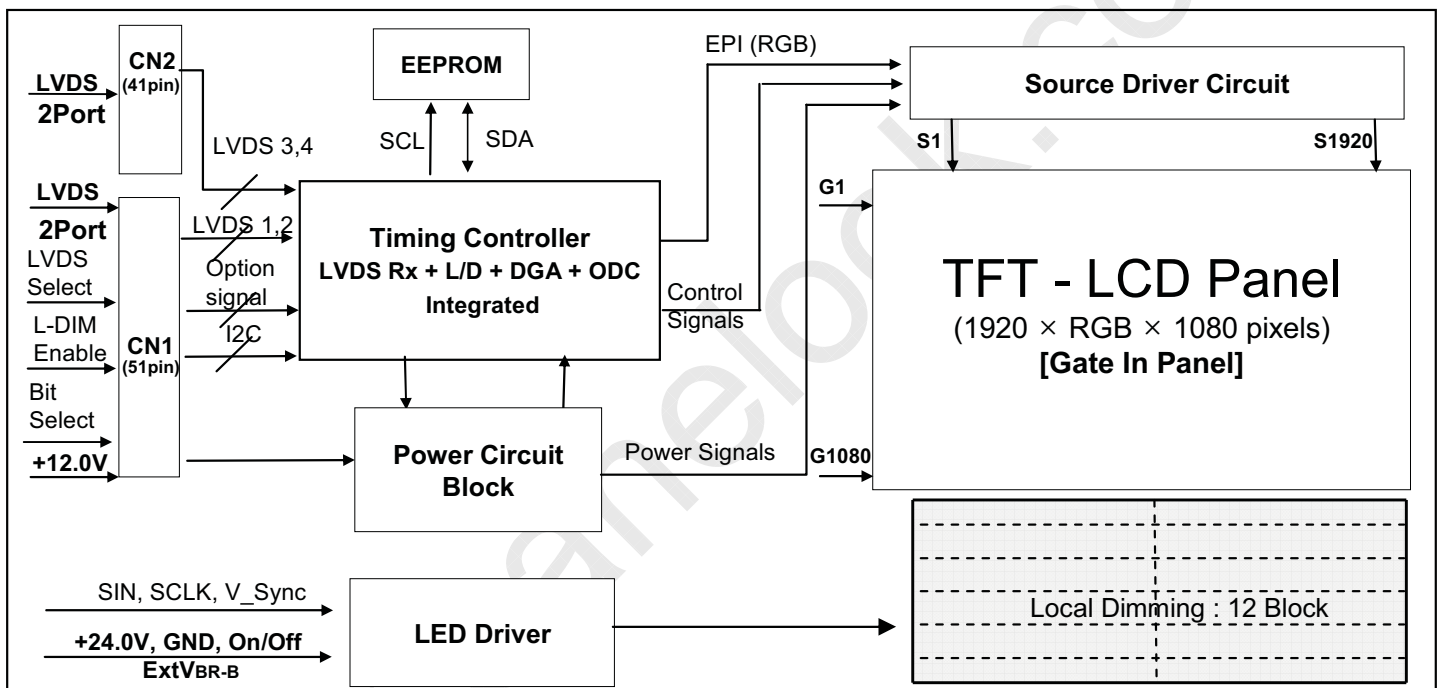 CN2
(41pin)
LVDS
2Port
LVDS 3,4
EEPROM
SCL
SDA
EPI (RGB)
Source Driver Circuit
S1
S1920
LVDS
2Port
LVDS
Select
L-DIM
Enable
Bit
Select
+12.0V
CN1
(51pin)
LVDS 1,2
Option
signal
I2C
Timing Controller
LVDS Rx + L/D + DGA + ODC
Integrated
Control
Signals
G1
G1080
TFT - LCD Panel
(1920 × RGB × 1080 pixels)
[Gate In Panel]
Power Circuit
Block
Power Signals
SIN, SCLK, V_Sync
+24.0V, GND, On/Off
ExtVBR-B
LED Driver
Local Dimming : 12 Block